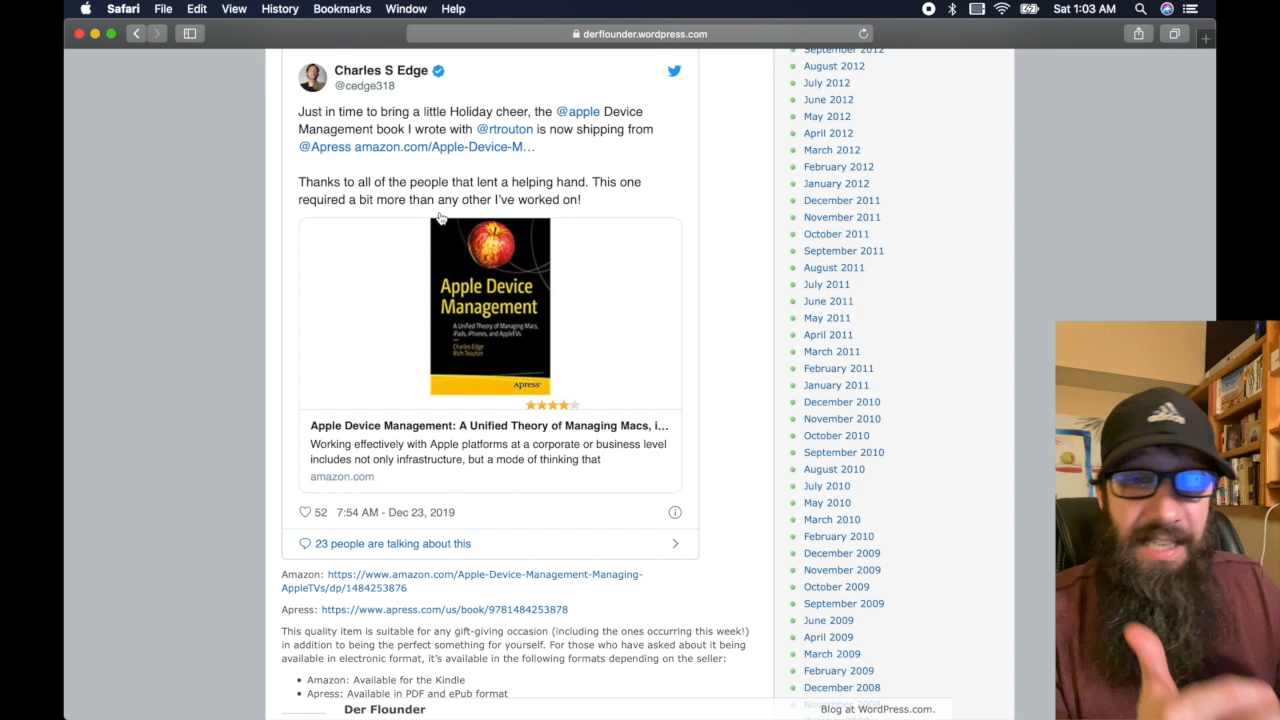 Safari File Edit View History Bookmarks Window Help
Sat 1:03 AM
derflounder.wordpress.com
Charles S Edge
@cedge318
Just in time to bring a little Holiday cheer, the @apple Device
Management book I wrote with @rtrouton is now shipping from
@Apress amazon.com/Apple-Device-M…
Thanks to all of the people that lent a helping hand. This one
required a bit more than any other I've worked on!
Apple Device
Management
A Unified Theory of Managing Macs,
iPads, iPhones, and AppleTVs
Charles Edge
Rich Trouton
Apress®
Apple Device Management: A Unified Theory of Managing Macs, i...
Working effectively with Apple platforms at a corporate or business level
includes not only infrastructure, but a mode of thinking that
amazon.com
52 7:54 AM - Dec 23, 2019
23 people are talking about this
Amazon: https://www.amazon.com/Apple-Device-Management-Managing-
AppleTVs/dp/1484253876
Apress: https://www.apress.com/us/book/9781484253878
This quality item is suitable for any gift-giving occasion (including the ones occurring this week!)
in addition to being the perfect something for yourself. For those who have asked about it being
available in electronic format, it's available in the following formats depending on the seller:
• Amazon: Available for the Kindle
• Apress: Available in PDF and ePub format
Der Flounder
September 2012
August 2012
July 2012
June 2012
May 2012
April 2012
March 2012
February 2012
January 2012
December 2011
November 2011
October 2011
September 2011
August 2011
July 2011
June 2011
May 2011
April 2011
March 2011
February 2011
January 2011
December 2010
November 2010
October 2010
September 2010
August 2010
July 2010
May 2010
March 2010
February 2010
December 2009
November 2009
October 2009
September 2009
June 2009
April 2009
March 2009
February 2009
December 2008
Blog at WordPress.com.